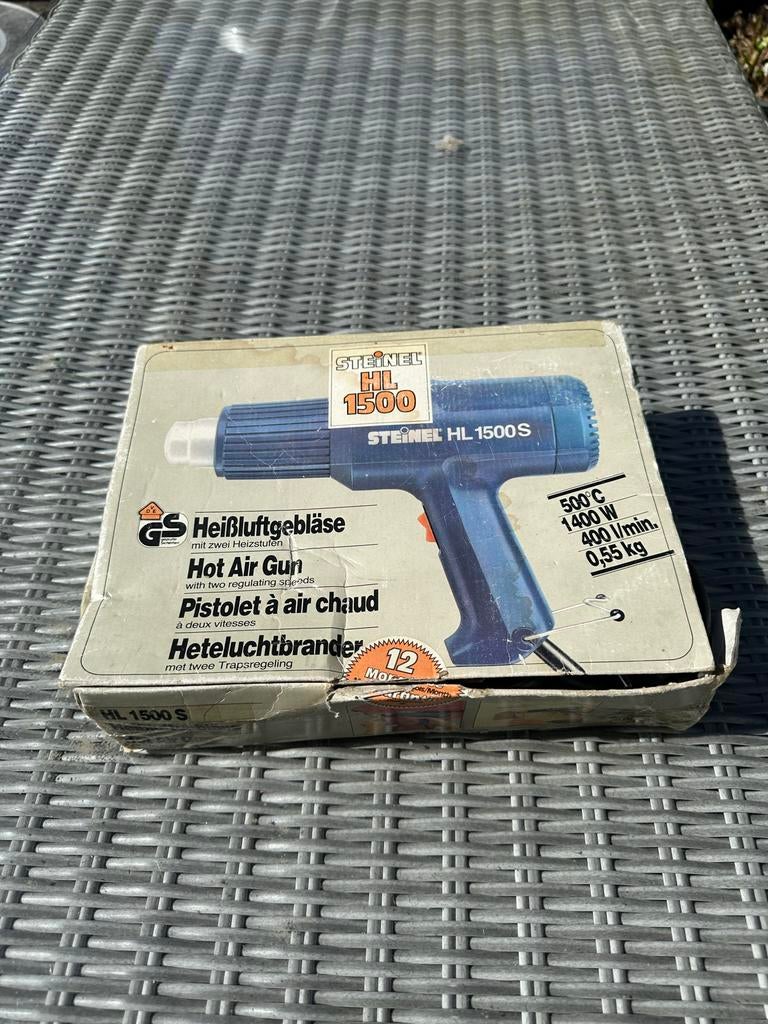 STEINEL
HL
1500
STEINEL HL 1500 S
500°C
1400 W
400 l/min.
0,55 kg
VDE
GS
Heißluftgebläse
mit zwei Heizstufen
Hot Air Gun
with two regulating speeds
Pistolet à air chaud
à deux vitesses
Heteluchtbrander
met twee Trapsregeling
12
HL 1500 S